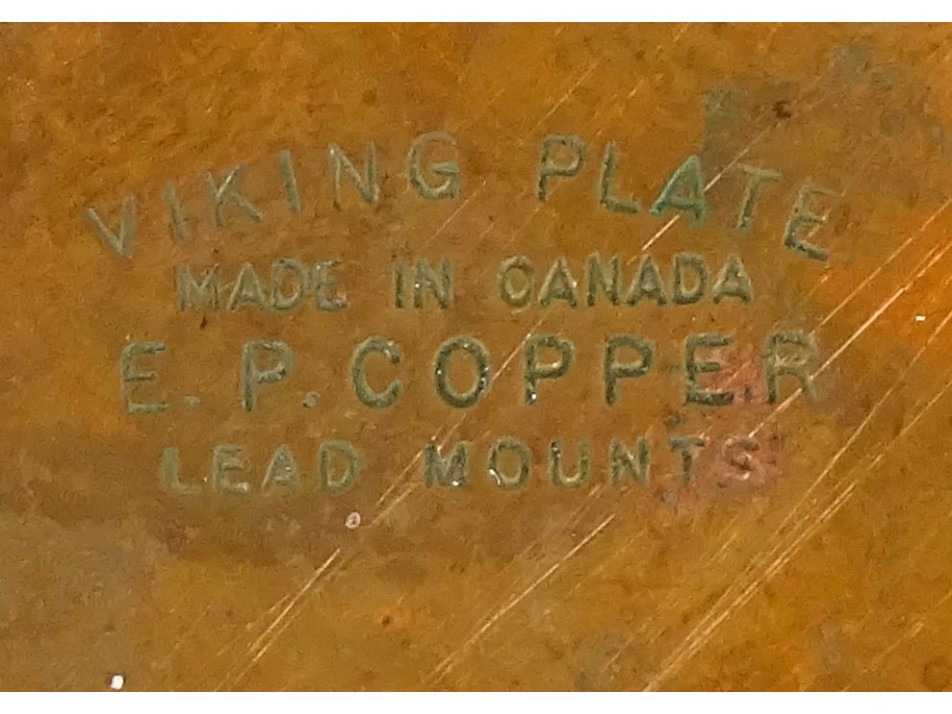 VIKING PLATE
MADE IN CANADA
E.P. COPPER
LEAD MOUNTS